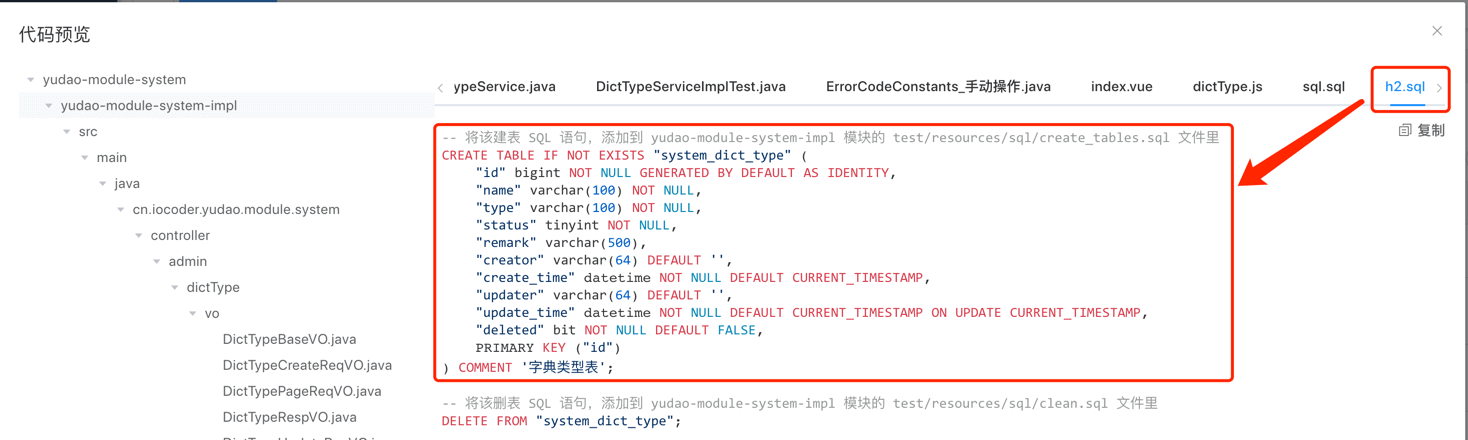 代码预览
yudao-module-system
yudao-module-system-impl
src
main
java
cn.iocoder.yudao.module.system
controller
admin
dictType
vo
DictTypeBaseVO.java
DictTypeCreateReqVO.java
DictTypePageReqVO.java
DictTypeRespVO.java
ypeService.java DictTypeServiceImplTest.java ErrorCodeConstants_手动操作.java index.vue dictType.js sql.sql h2.sql
复制
-- 将该建表 SQL 语句，添加到 yudao-module-system-impl 模块的 test/resources/sql/create_tables.sql 文件里
CREATE TABLE IF NOT EXISTS "system_dict_type" (
"id" bigint NOT NULL GENERATED BY DEFAULT AS IDENTITY,
"name" varchar(100) NOT NULL,
"type" varchar(100) NOT NULL,
"status" tinyint NOT NULL,
"remark" varchar(500),
"creator" varchar(64) DEFAULT '',
"create_time" datetime NOT NULL DEFAULT CURRENT_TIMESTAMP,
"updater" varchar(64) DEFAULT '',
"update_time" datetime NOT NULL DEFAULT CURRENT_TIMESTAMP ON UPDATE CURRENT_TIMESTAMP,
"deleted" bit NOT NULL DEFAULT FALSE,
PRIMARY KEY ("id")
) COMMENT '字典类型表';
-- 将该删表 SQL 语句，添加到 yudao-module-system-impl 模块的 test/resources/sql/clean.sql 文件里
DELETE FROM "system_dict_type";